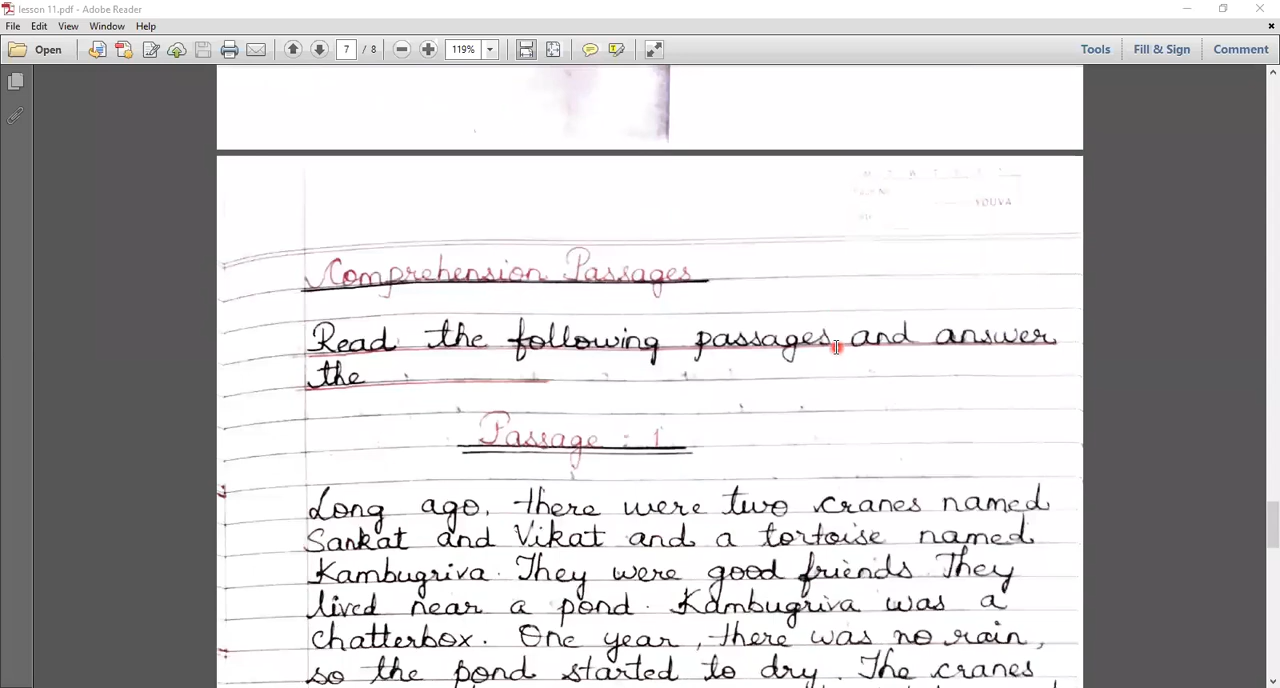 lesson 11.pdf - Adobe Reader
File Edit View Window Help
Open 7 / 8 119% Tools Fill & Sign Comment
YOUVA
Comprehension Passages
Read the following passages and answer
the
Passage : 1
Long ago, there were two cranes named
Sankat and Vikat and a tortoise named
Kambugriva. They were good friends They
lived near a pond. Kambugriva was a
chatterbox. One year, there was no rain,
so the pond started to dry. The cranes